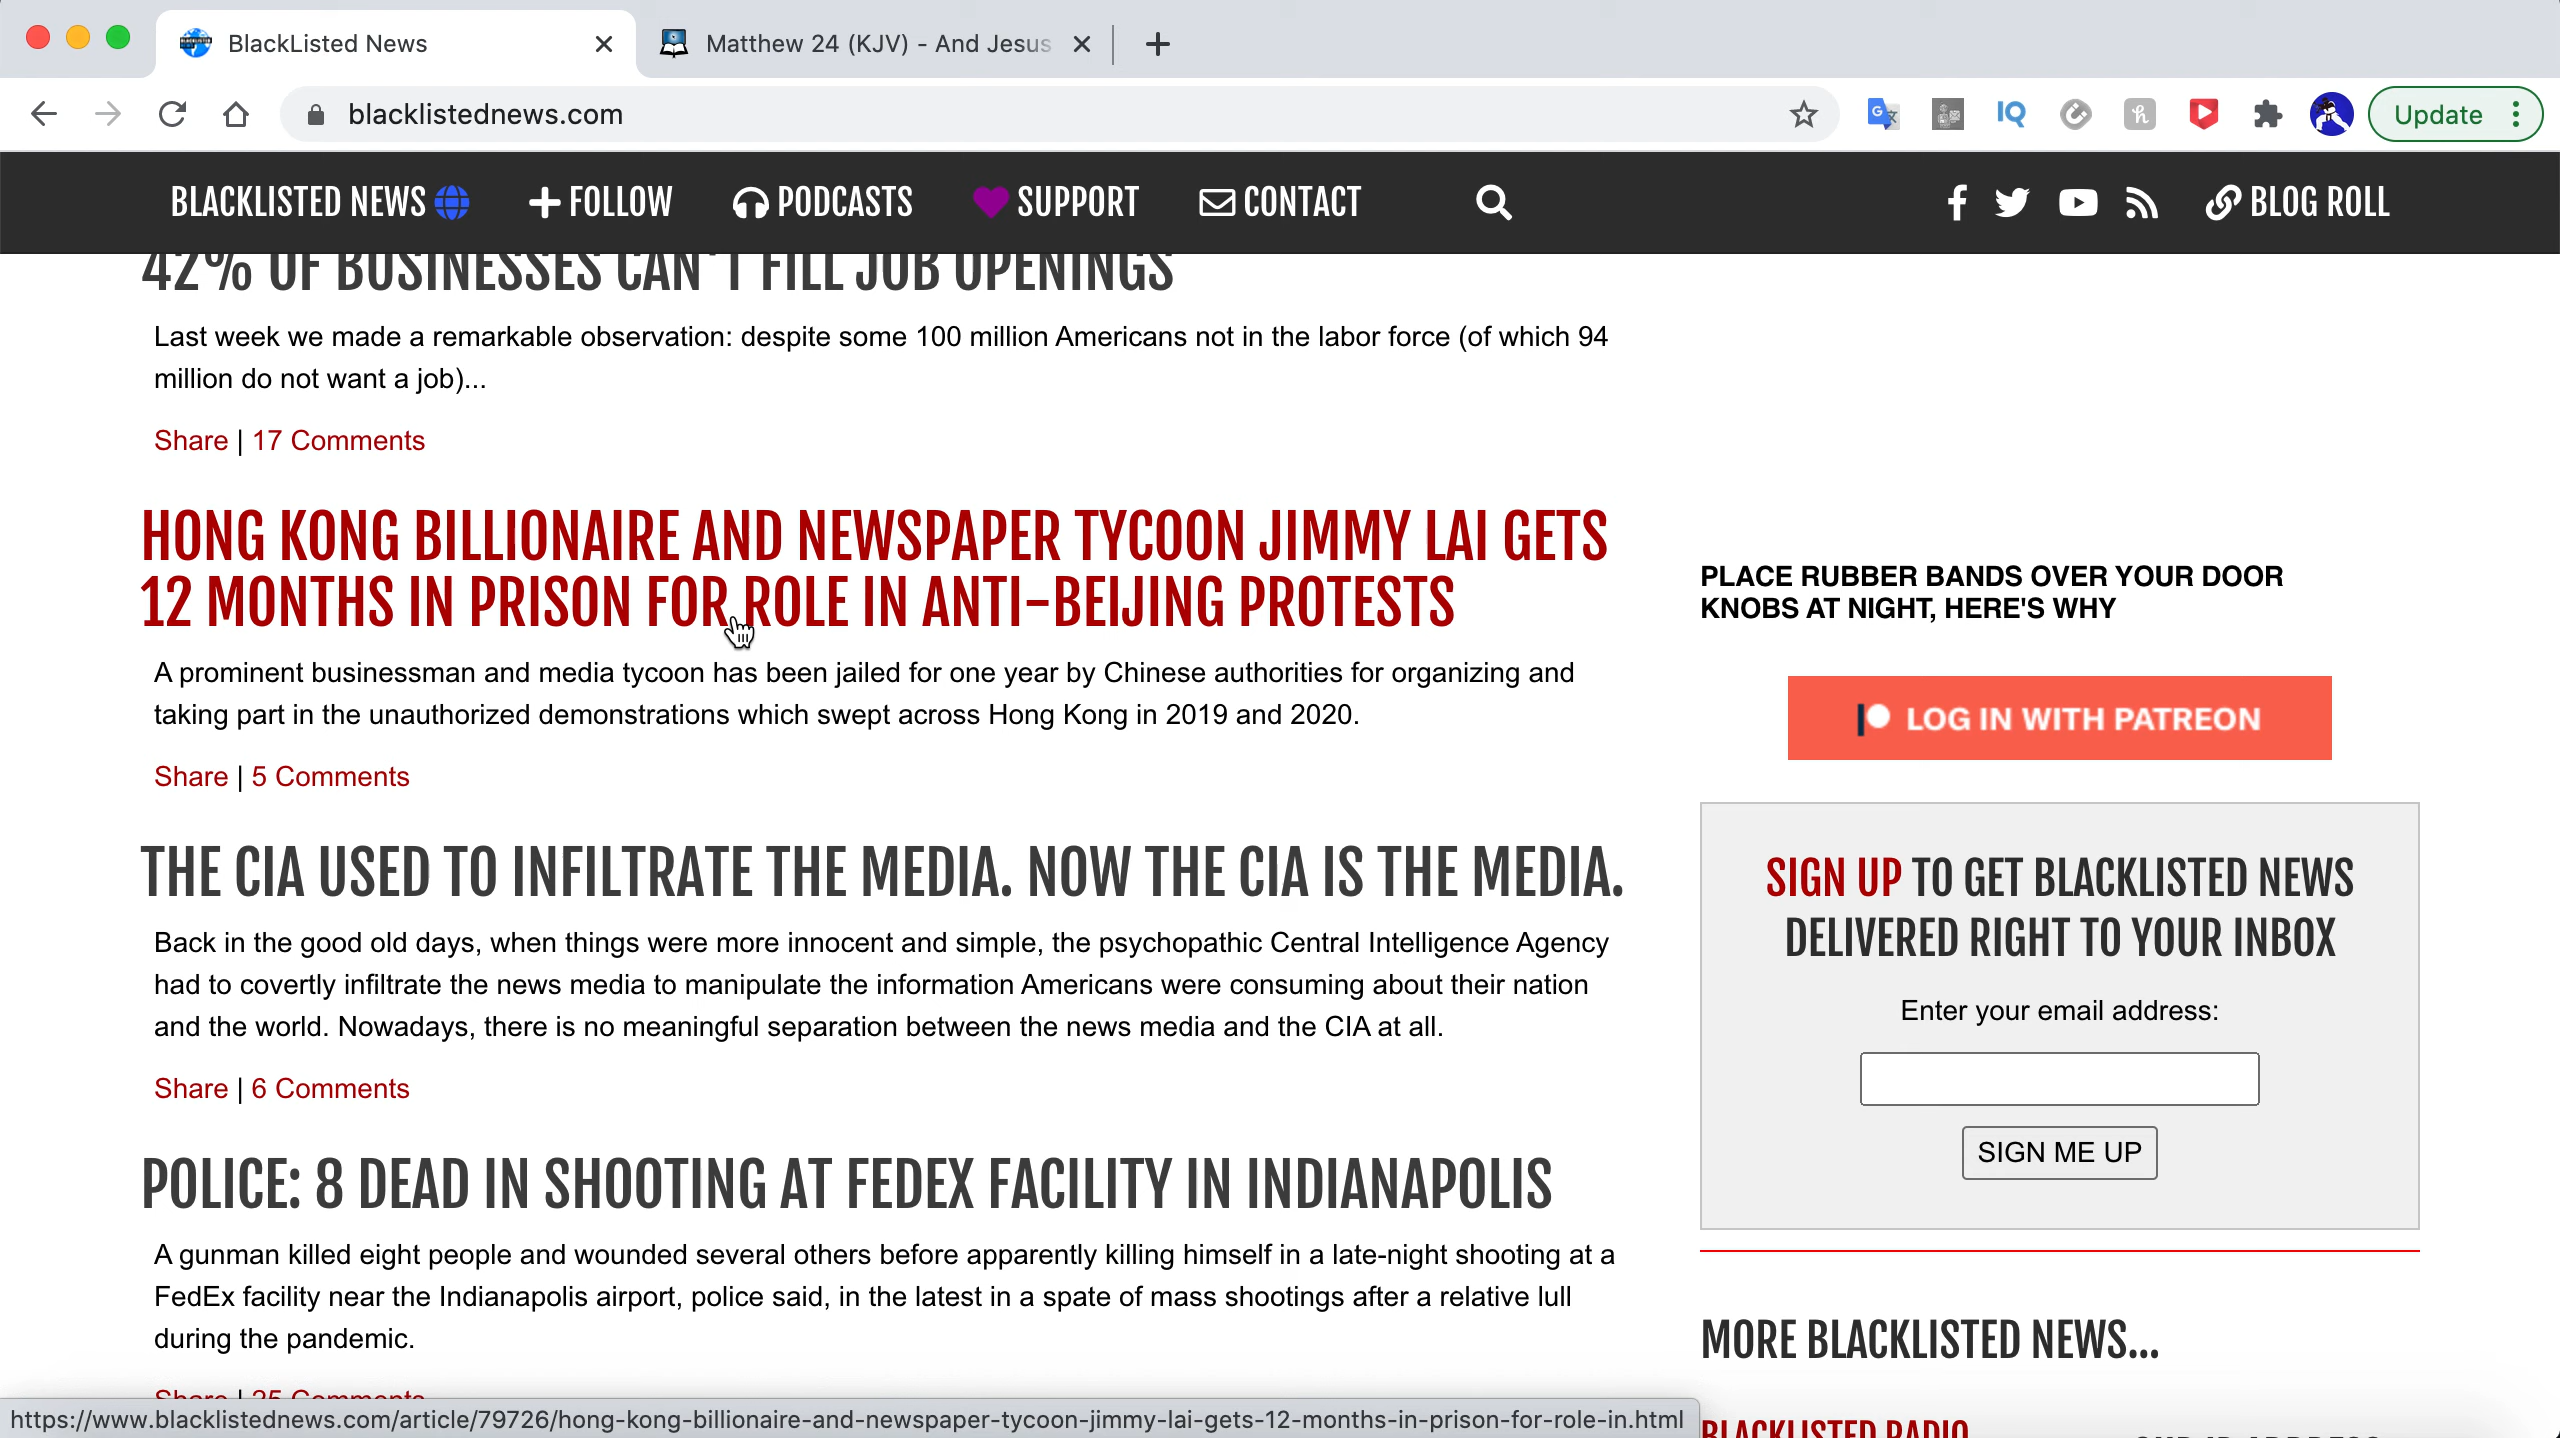 BlackListed News
Matthew 24 (KJV) - And Jesus
blacklistednews.com
Update
BLACKLISTED NEWS
FOLLOW
PODCASTS
SUPPORT
CONTACT
BLOG ROLL
42% OF BUSINESSES CAN'T FILL JOB OPENINGS
Last week we made a remarkable observation: despite some 100 million Americans not in the labor force (of which 94
million do not want a job)...
Share | 17 Comments
HONG KONG BILLIONAIRE AND NEWSPAPER TYCOON JIMMY LAI GETS
12 MONTHS IN PRISON FOR ROLE IN ANTI-BEIJING PROTESTS
A prominent businessman and media tycoon has been jailed for one year by Chinese authorities for organizing and
taking part in the unauthorized demonstrations which swept across Hong Kong in 2019 and 2020.
Share | 5 Comments
THE CIA USED TO INFILTRATE THE MEDIA. NOW THE CIA IS THE MEDIA.
Back in the good old days, when things were more innocent and simple, the psychopathic Central Intelligence Agency
had to covertly infiltrate the news media to manipulate the information Americans were consuming about their nation
and the world. Nowadays, there is no meaningful separation between the news media and the CIA at all.
Share | 6 Comments
POLICE: 8 DEAD IN SHOOTING AT FEDEX FACILITY IN INDIANAPOLIS
A gunman killed eight people and wounded several others before apparently killing himself in a late-night shooting at a
FedEx facility near the Indianapolis airport, police said, in the latest in a spate of mass shootings after a relative lull
during the pandemic.
Share | 25 Comments
https://www.blacklistednews.com/article/79726/hong-kong-billionaire-and-newspaper-tycoon-jimmy-lai-gets-12-months-in-prison-for-role-in.html
PLACE RUBBER BANDS OVER YOUR DOOR
KNOBS AT NIGHT, HERE'S WHY
LOG IN WITH PATREON
SIGN UP TO GET BLACKLISTED NEWS
DELIVERED RIGHT TO YOUR INBOX
Enter your email address:
SIGN ME UP
MORE BLACKLISTED NEWS...
BLACKLISTED RADIO